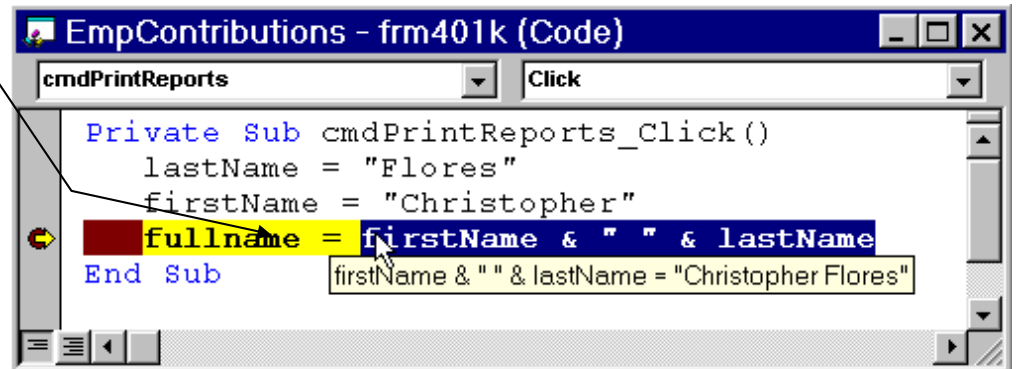 EmpContributions - frm401k (Code)
cmdPrintReports Click
Private Sub cmdPrintReports_Click()
lastName = "Flores"
firstName = "Christopher"
fullname = firstName & " " & lastName
End Sub
firstName & " " & lastName = "Christopher Flores"